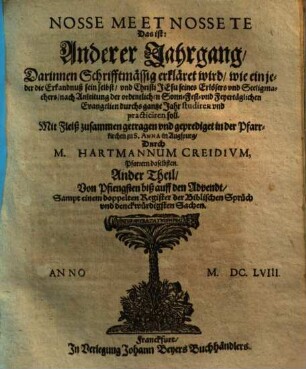 NOSSE ME ET NOSSE TE
Das ist:
Anderer Jahrgang/
Darinnen Schrifftmässig erkläret wird/ wie ein je-
der die Erkandnuß sein selbst/ und Christi JEsu seines Erlösers und Seeligma-
chers/ nach Anleitung der ordentlichen Sonn-Fest-und Feyertäglichen
Evangelien durchs gantze Jahr studiren und
practiciren soll.
Mit Fleiß zusammen getragen und geprediget in der Pfarr-
kirchen zu S. ANNA in Augspurg/
Durch
M. HARTMANNUM CREIDIUM,
Pfarrern daselbsten.
Ander Theil/
Von Pfiengsten biß auff den Advendt/
Sampt einem doppelten Register der Biblischen Sprüch
und denckwürdigsten Sachen.
ANNO M. DC. LVIII.
Franckfurt/
In Verlegung Johann Beyers Buchhändlers.